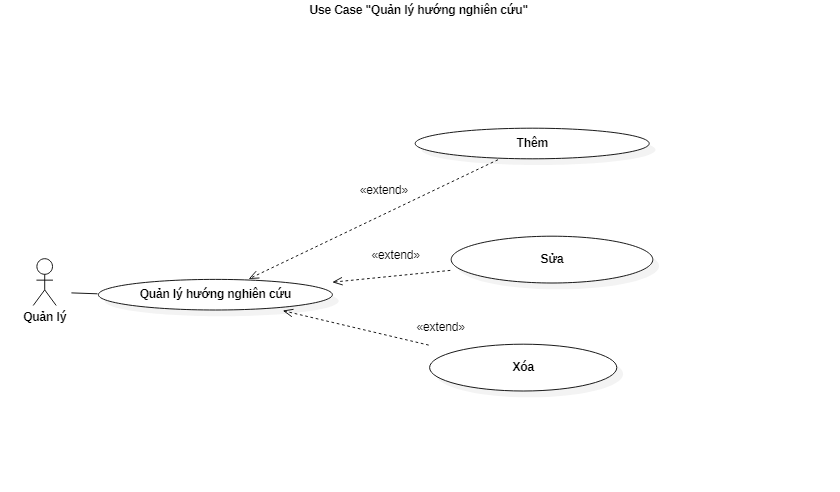 Use Case "Quản lý hướng nghiên cứu"
Thêm
«extend»
«extend»
Sửa
Quản lý hướng nghiên cứu
Quản lý
«extend»
Xóa